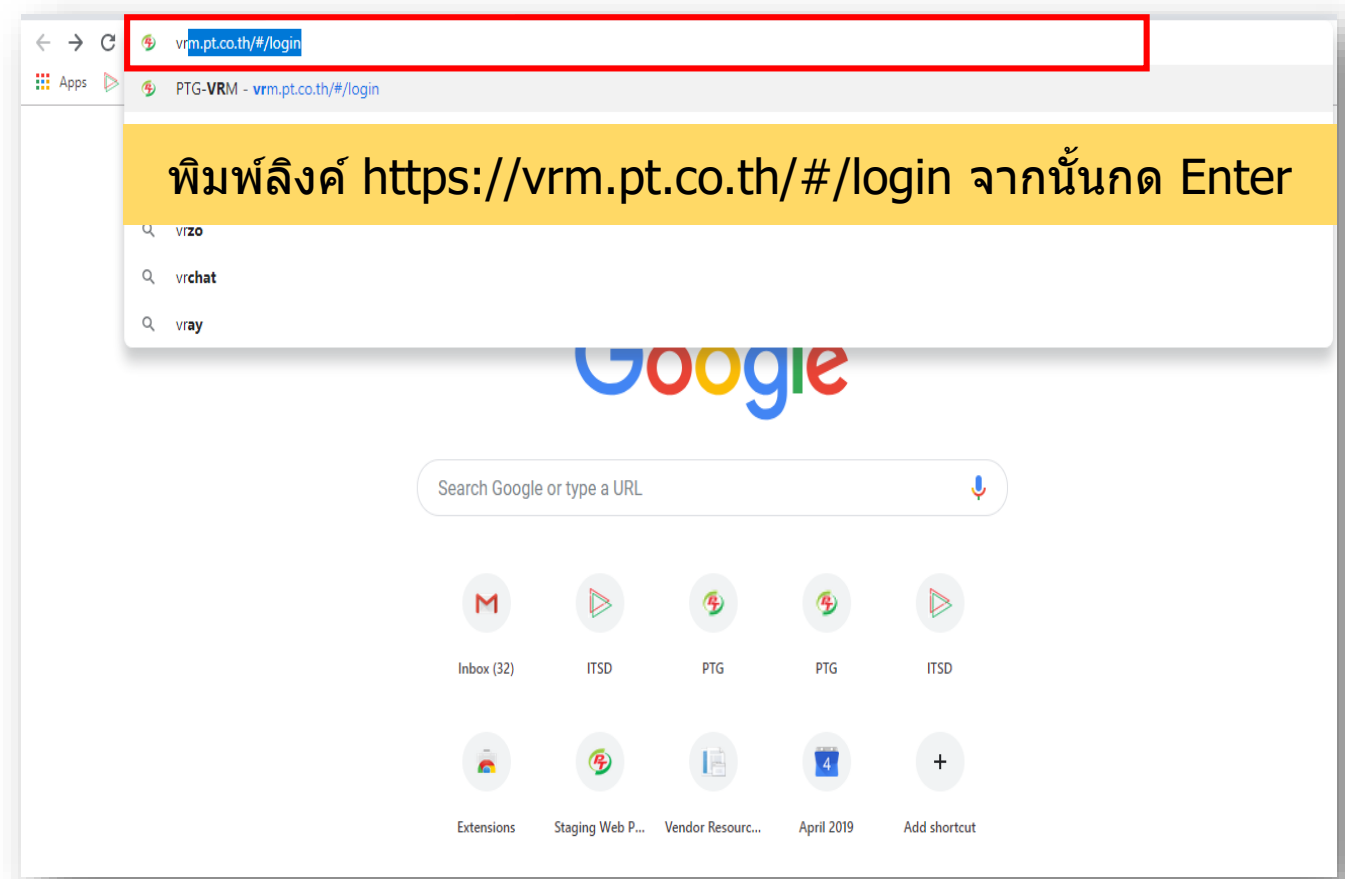 vrm.pt.co.th/#/login
Apps
PTG-VRM - vrm.pt.co.th/#/login
พิมพ์ลิงค์ https://vrm.pt.co.th/#/login จากนั้นกด Enter
vrzo
vrchat
vray
Google
Search Google or type a URL
Inbox (32) ITSD PTG PTG ITSD
4
Extensions Staging Web P... Vendor Resourc... April 2019 Add shortcut